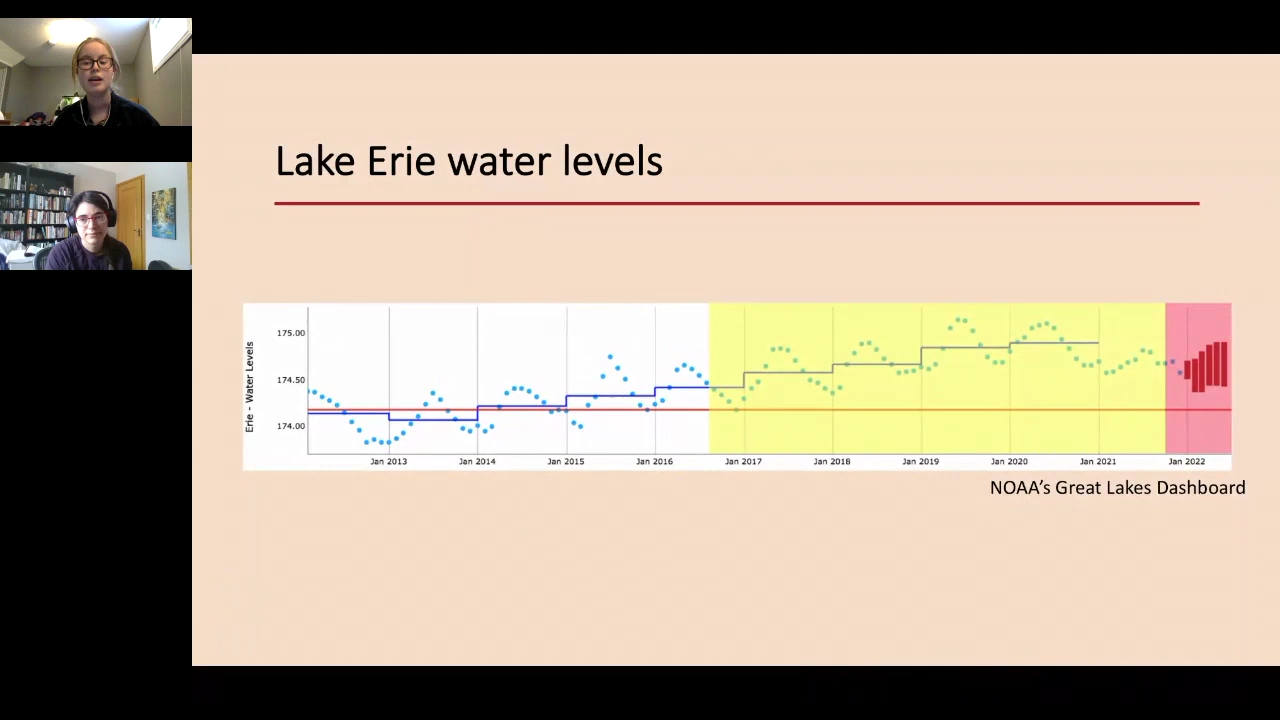 Lake Erie water levels
Erie - Water Levels
175.00
174.50
174.00
Jan 2013 Jan 2014 Jan 2015 Jan 2016 Jan 2017 Jan 2018 Jan 2019 Jan 2020 Jan 2021 Jan 2022
NOAA's Great Lakes Dashboard